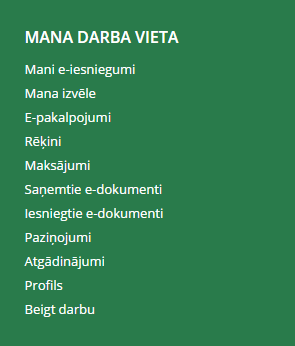 MANA DARBA VIETA
Mani e-iesniegumi
Mana izvēle
E-pakalpojumi
Rēķini
Maksājumi
Saņemtie e-dokumenti
Iesniegtie e-dokumenti
Paziņojumi
Atgādinājumi
Profils
Beigt darbu